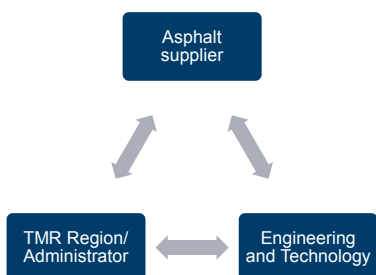 Asphalt
supplier
TMR Region/
Administrator
Engineering
and Technology